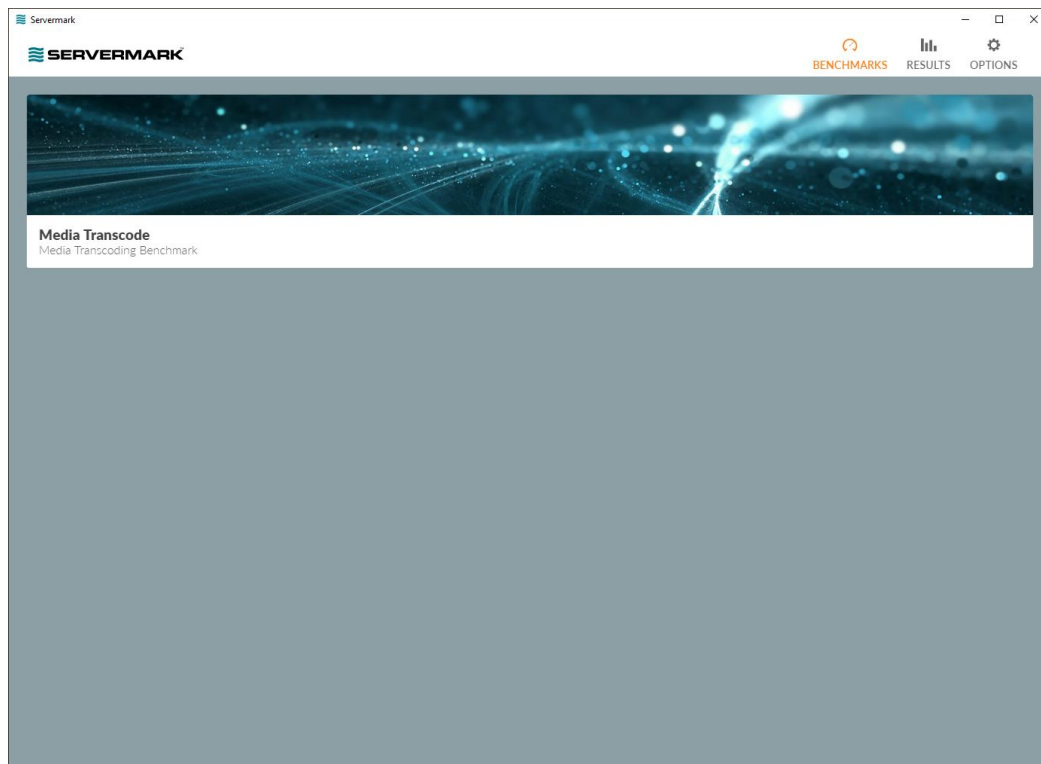 Servermark
SERVERMARK
BENCHMARKS
RESULTS
OPTIONS
Media Transcode
Media Transcoding Benchmark